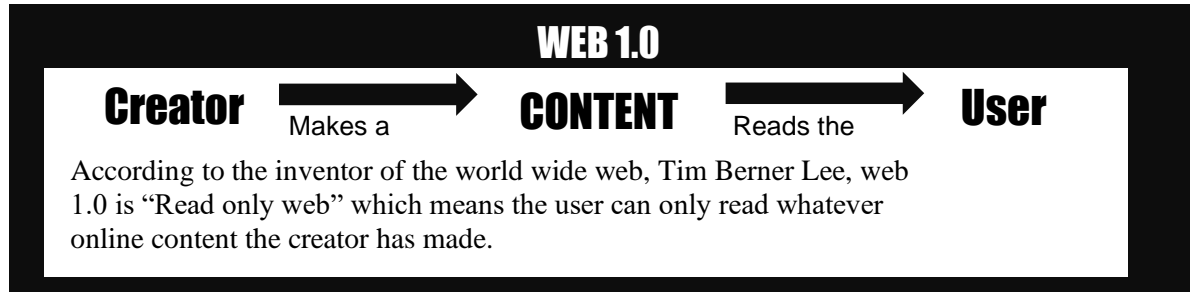 WEB 1.0
Creator Makes a CONTENT Reads the User
According to the inventor of the world wide web, Tim Berner Lee, web
1.0 is “Read only web” which means the user can only read whatever
online content the creator has made.